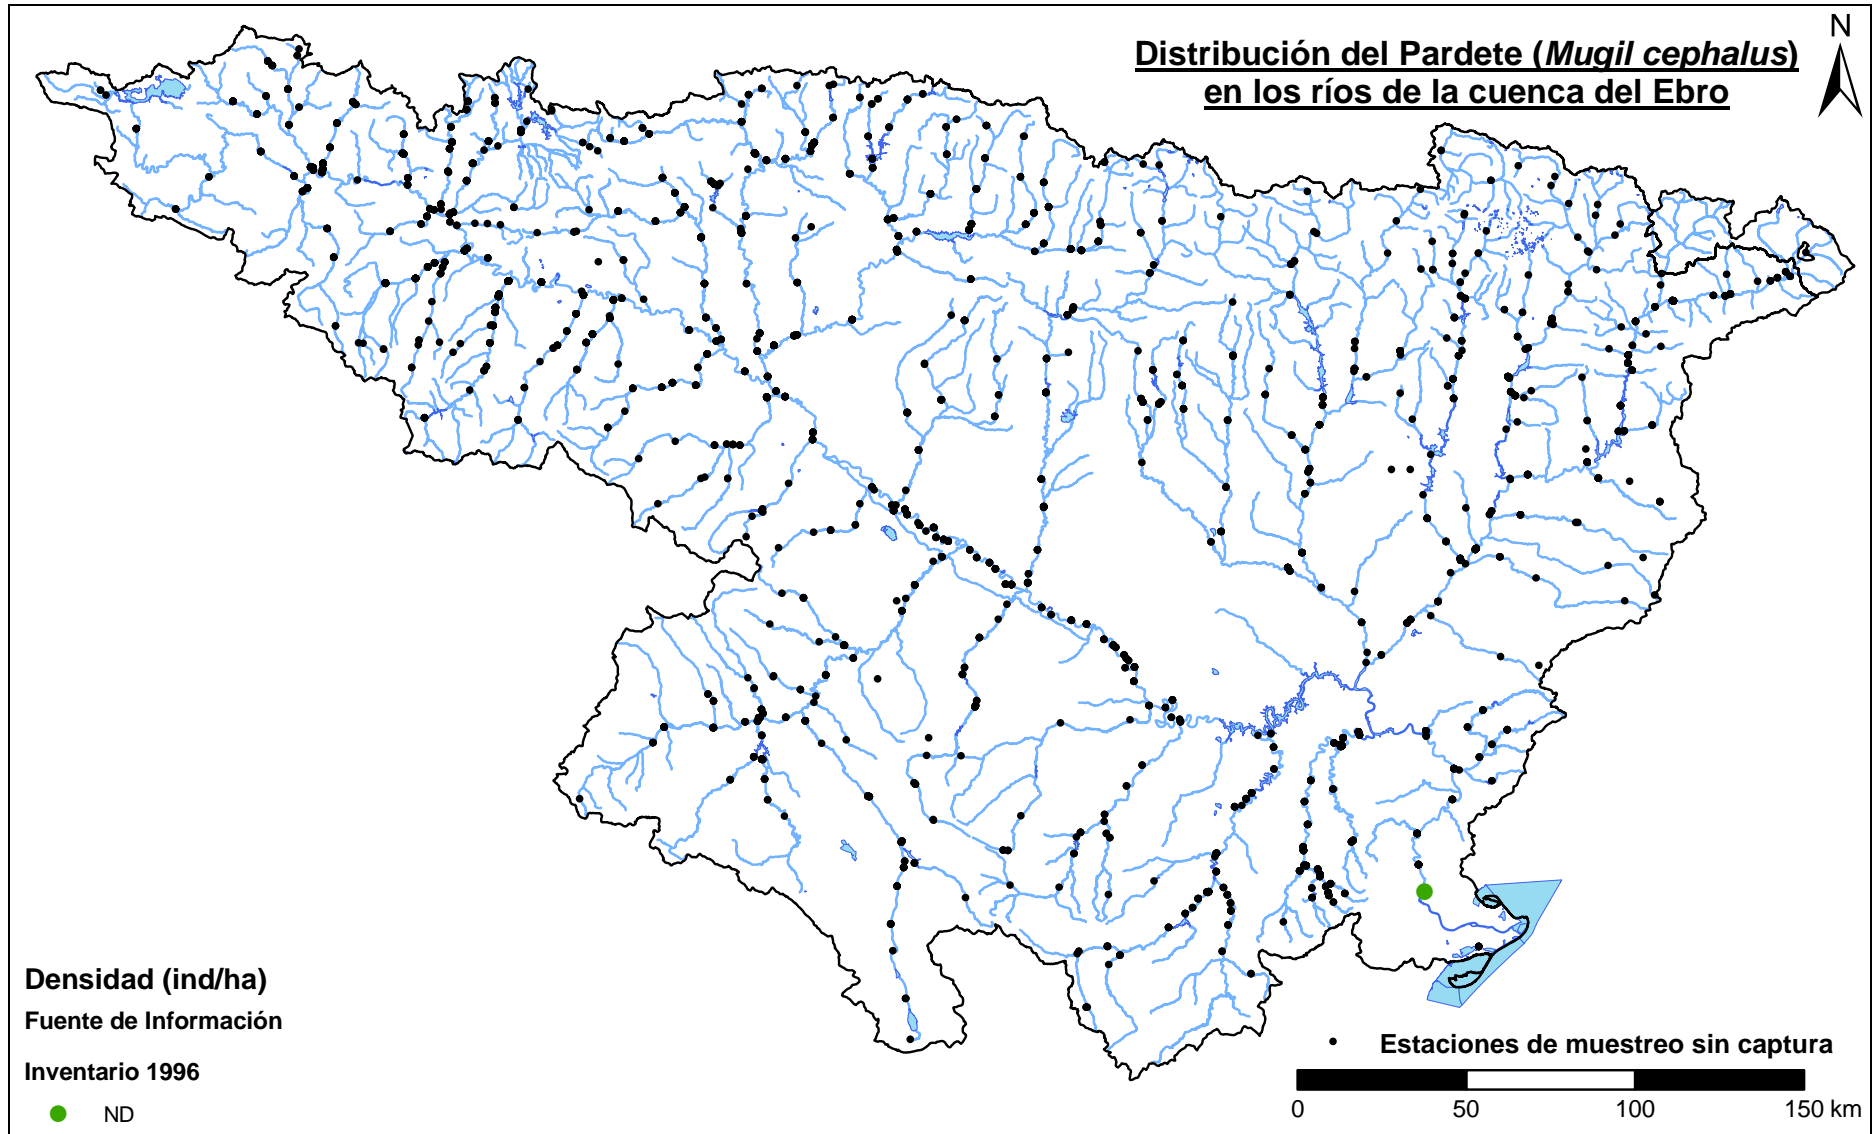 Distribución del Pardete (Mugil cephalus)
en los ríos de la cuenca del Ebro
N
Densidad (ind/ha)
Fuente de Información
Inventario 1996
ND
Estaciones de muestreo sin captura
0 50 100 150 km